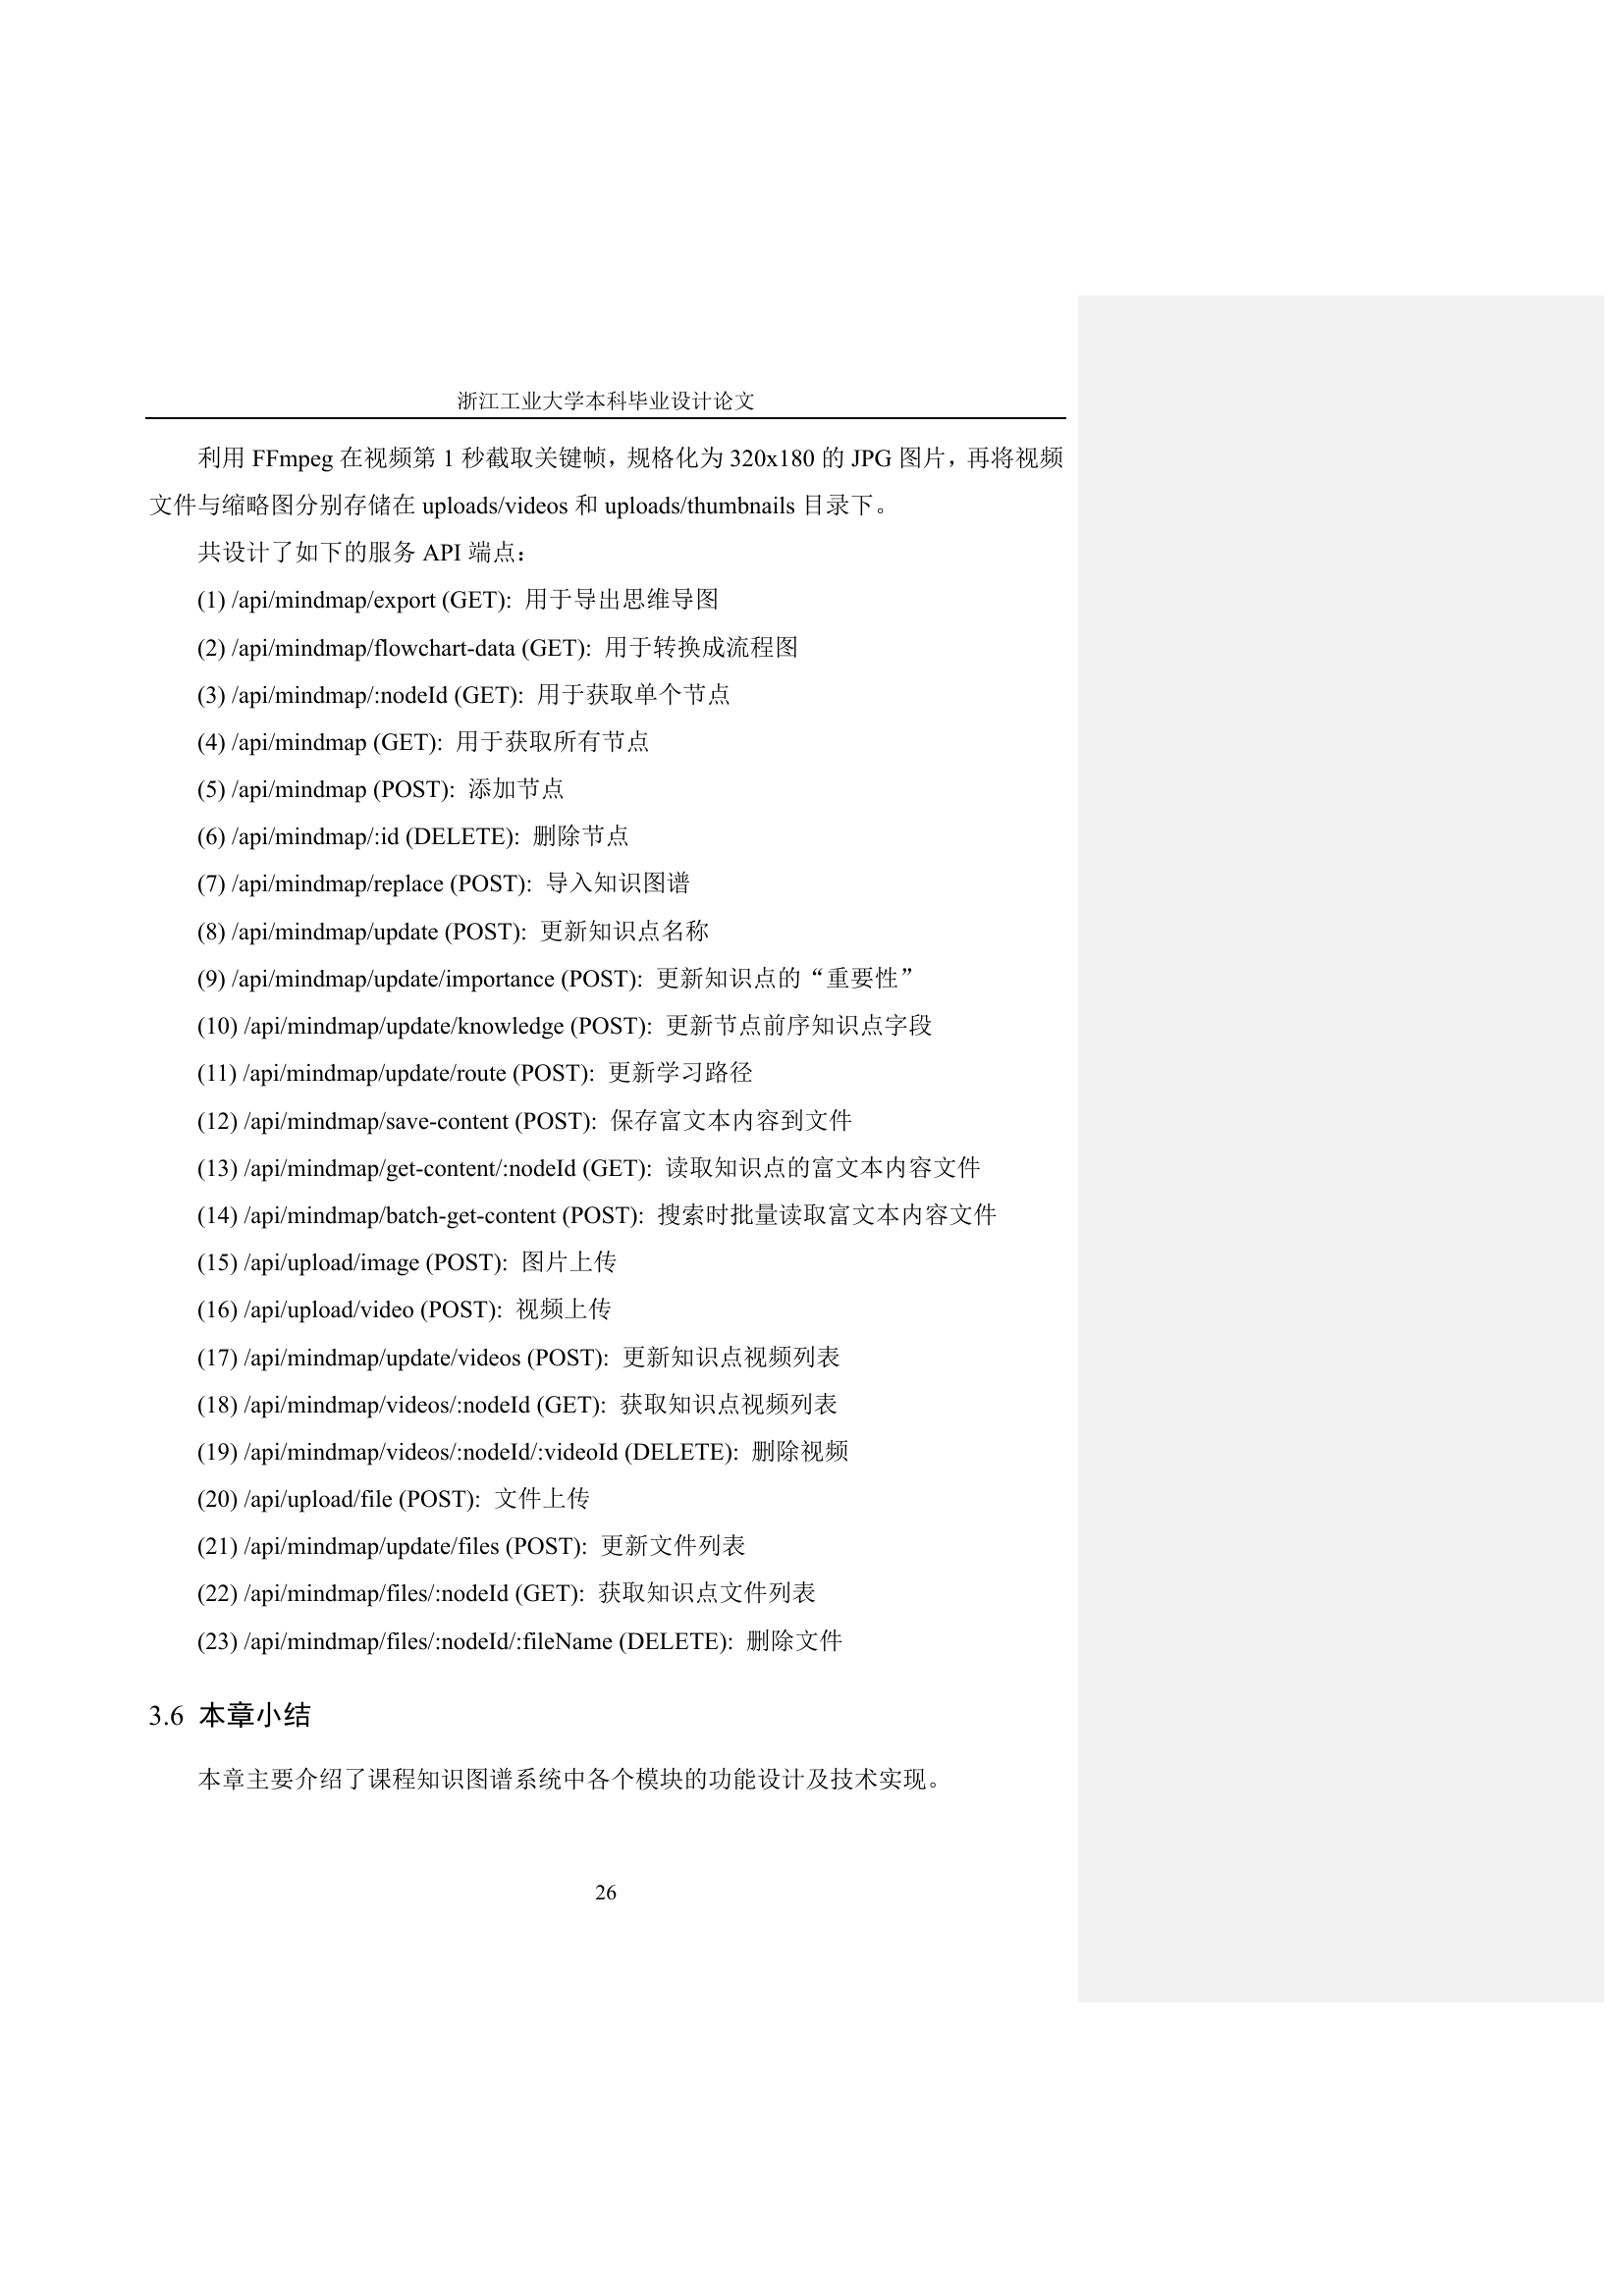 浙江工业大学本科毕业设计论文
利用 FFmpeg 在视频第 1 秒截取关键帧，规格化为 320x180 的 JPG 图片，再将视频
文件与缩略图分别存储在 uploads/videos 和 uploads/thumbnails 目录下。
共设计了如下的服务 API 端点：
(1) /api/mindmap/export (GET): 用于导出思维导图
(2) /api/mindmap/flowchart-data (GET): 用于转换成流程图
(3) /api/mindmap/:nodeId (GET): 用于获取单个节点
(4) /api/mindmap (GET): 用于获取所有节点
(5) /api/mindmap (POST): 添加节点
(6) /api/mindmap/:id (DELETE): 删除节点
(7) /api/mindmap/replace (POST): 导入知识图谱
(8) /api/mindmap/update (POST): 更新知识点名称
(9) /api/mindmap/update/importance (POST): 更新知识点的“重要性”
(10) /api/mindmap/update/knowledge (POST): 更新节点前序知识点字段
(11) /api/mindmap/update/route (POST): 更新学习路径
(12) /api/mindmap/save-content (POST): 保存富文本内容到文件
(13) /api/mindmap/get-content/:nodeId (GET): 读取知识点的富文本内容文件
(14) /api/mindmap/batch-get-content (POST): 搜索时批量读取富文本内容文件
(15) /api/upload/image (POST): 图片上传
(16) /api/upload/video (POST): 视频上传
(17) /api/mindmap/update/videos (POST): 更新知识点视频列表
(18) /api/mindmap/videos/:nodeId (GET): 获取知识点视频列表
(19) /api/mindmap/videos/:nodeId/:videoId (DELETE): 删除视频
(20) /api/upload/file (POST): 文件上传
(21) /api/mindmap/update/files (POST): 更新文件列表
(22) /api/mindmap/files/:nodeId (GET): 获取知识点文件列表
(23) /api/mindmap/files/:nodeId/:fileName (DELETE): 删除文件
3.6 本章小结
本章主要介绍了课程知识图谱系统中各个模块的功能设计及技术实现。
26